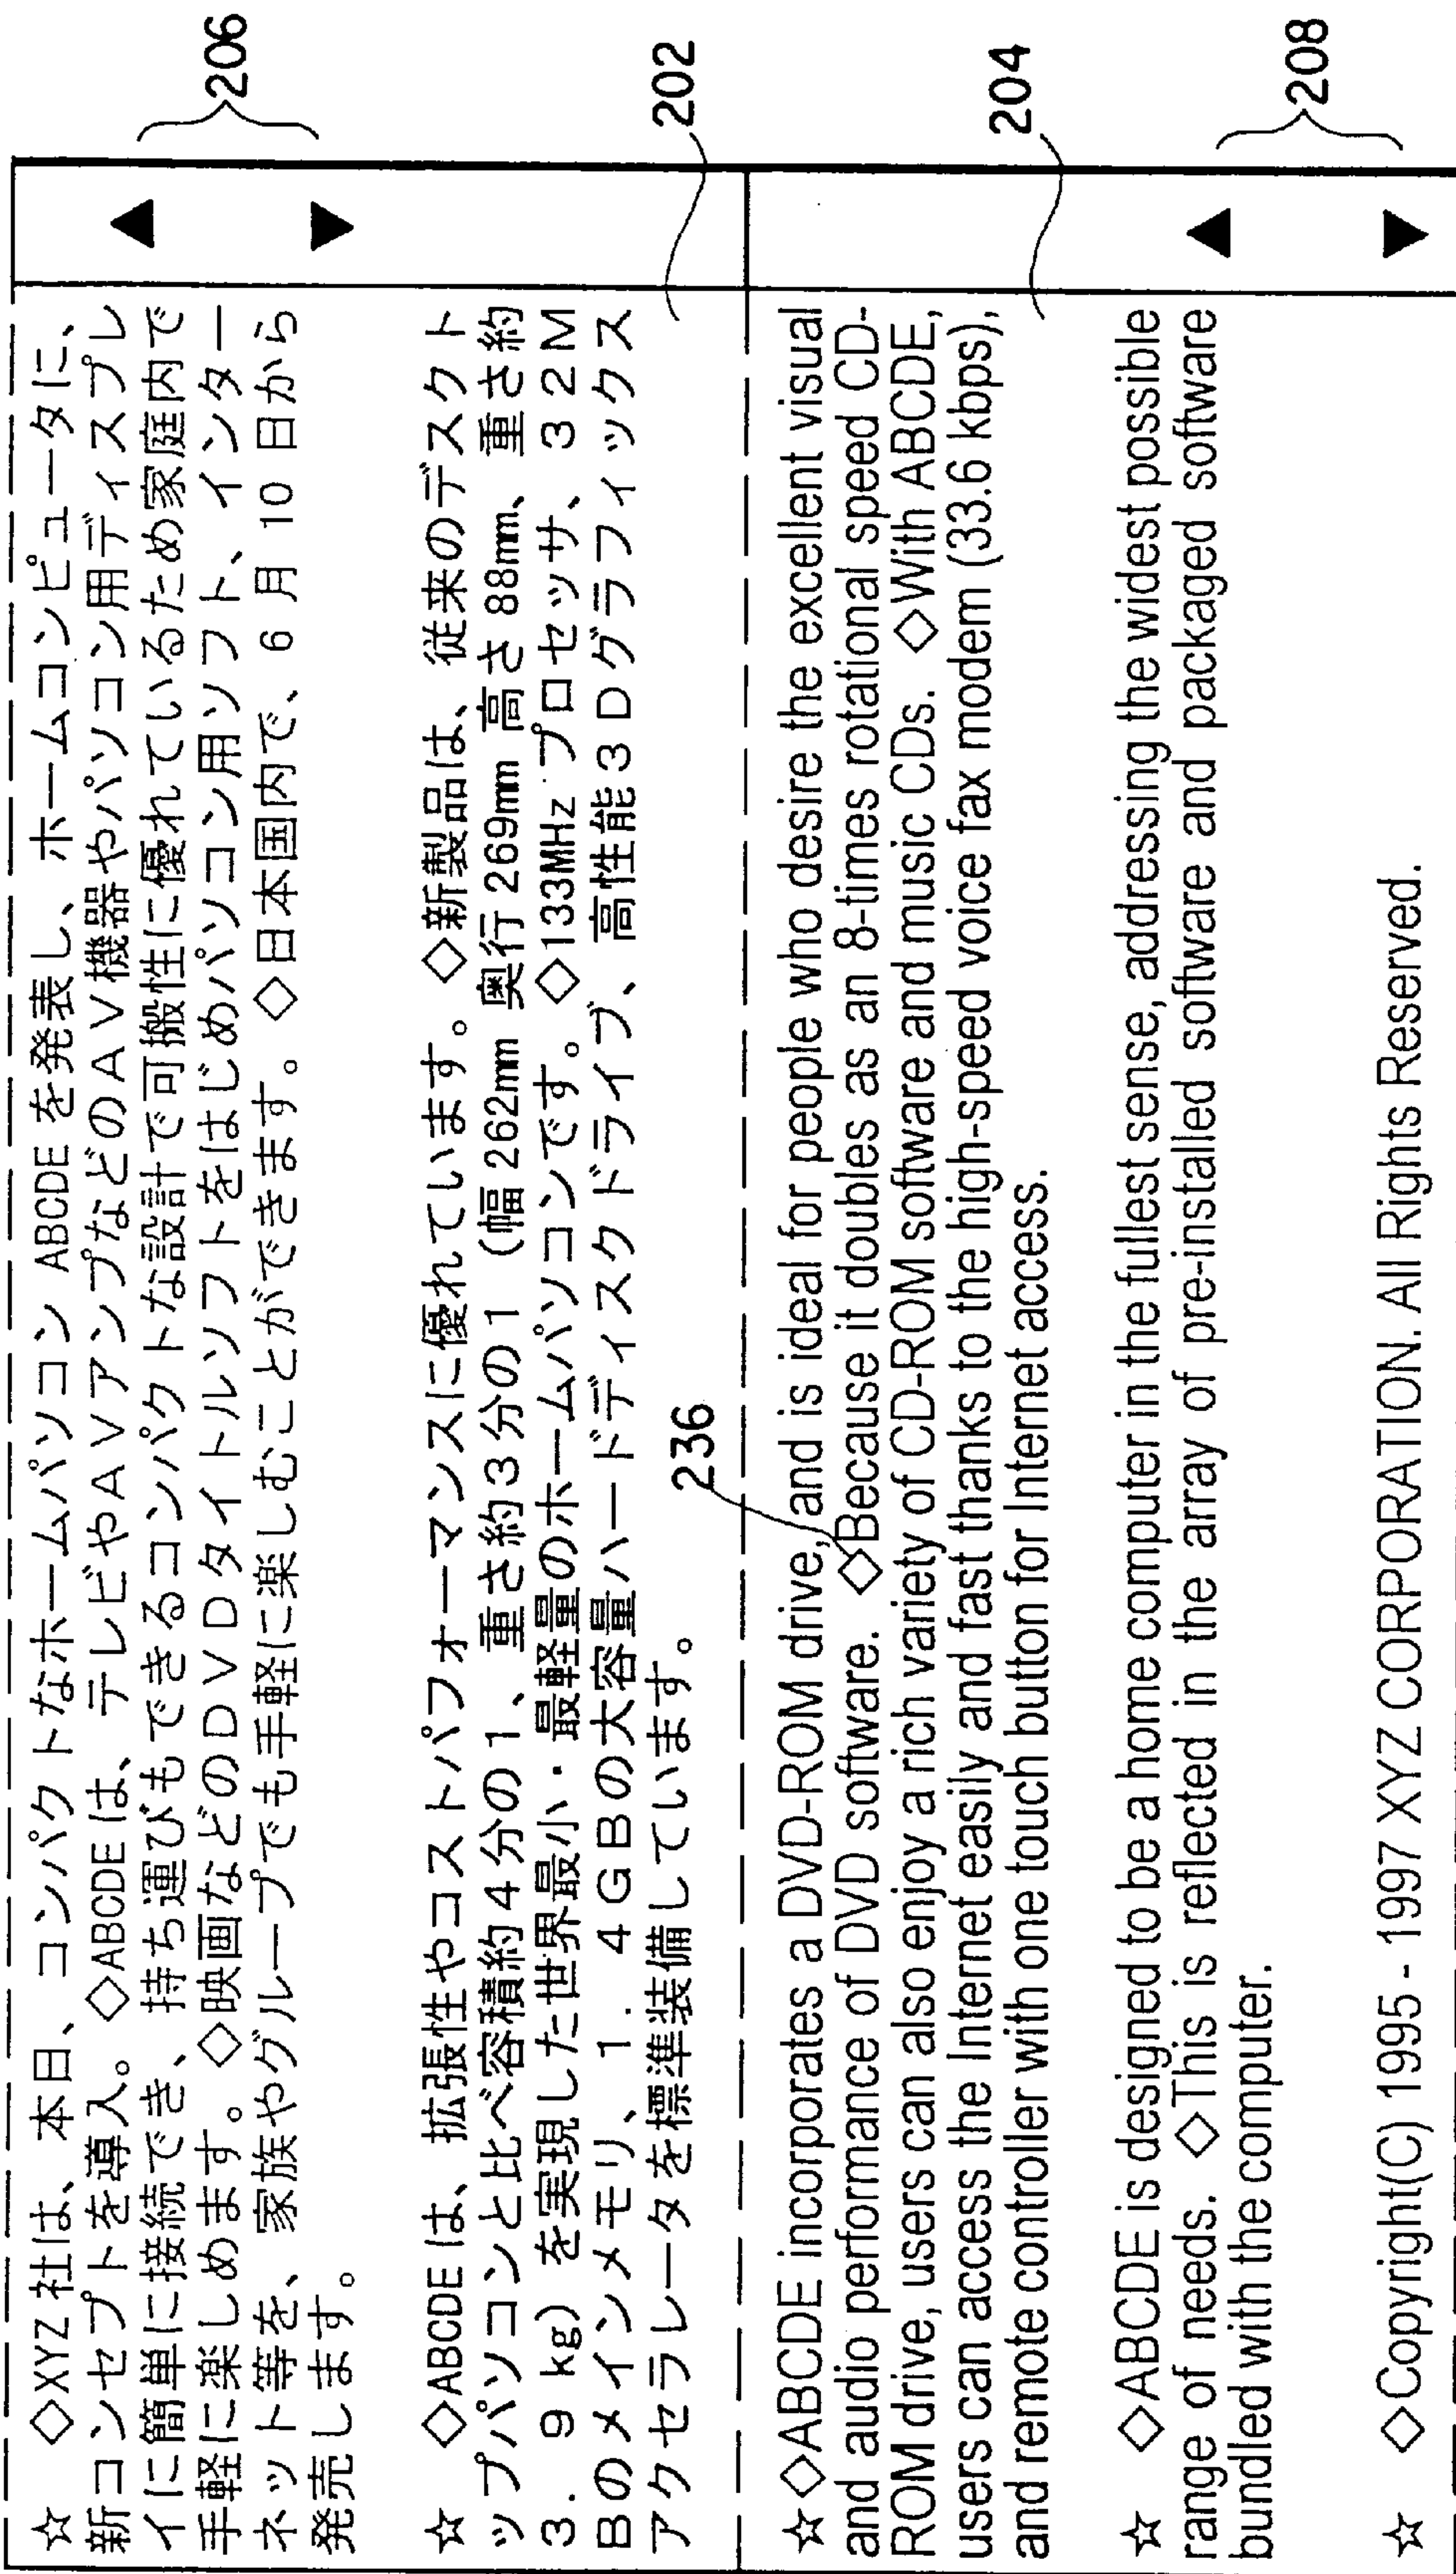 ☆ ◇XYZ 社は、本日、コンパクトなホームパソコン ABCDE を発表し、ホームコンピュータに、
新コンセプトを導入。◇ABCDE は、テレビやＡＶアンプなどのＡＶ機器やパソコン用ディスプレ
イに簡単に接続でき、持ち運びもできるコンパクトな設計で可搬性に優れているため家庭内で
手軽に楽しめます。◇映画などのＤＶＤタイトルソフトをはじめパソコン用ソフト、インター
ネット等を、家族やグループでも手軽に楽しむことができます。◇日本国内で、６月 10 日から
発売します。
206
☆ ◇ABCDE は、拡張性やコストパフォーマンスに優れています。◇新製品は、従来のデスクト
ップパソコンと比べ容積約４分の１、重さ約３分の１（幅 262mm 奥行 269mm 高さ 88mm、重さ約
３．９ kg）を実現した世界最小・最軽量のホームパソコンです。◇133MHz プロセッサ、３２Ｍ
Ｂのメインメモリ、１．４ＧＢの大容量ハードディスクドライブ、高性能３Ｄグラフィックス
アクセラレータを標準装備しています。
202
236
☆◇ABCDE incorporates a DVD-ROM drive, and is ideal for people who desire the excellent visual
and audio performance of DVD software. ◇Because it doubles as an 8-times rotational speed CD-
ROM drive, users can also enjoy a rich variety of CD-ROM software and music CDs. ◇With ABCDE,
users can access the Internet easily and fast thanks to the high-speed voice fax modem (33.6 kbps),
and remote controller with one touch button for Internet access.
204
☆ ◇ABCDE is designed to be a home computer in the fullest sense, addressing the widest possible
range of needs. ◇This is reflected in the array of pre-installed software and packaged software
bundled with the computer.
208
☆ ◇Copyright(C) 1995 - 1997 XYZ CORPORATION. All Rights Reserved.